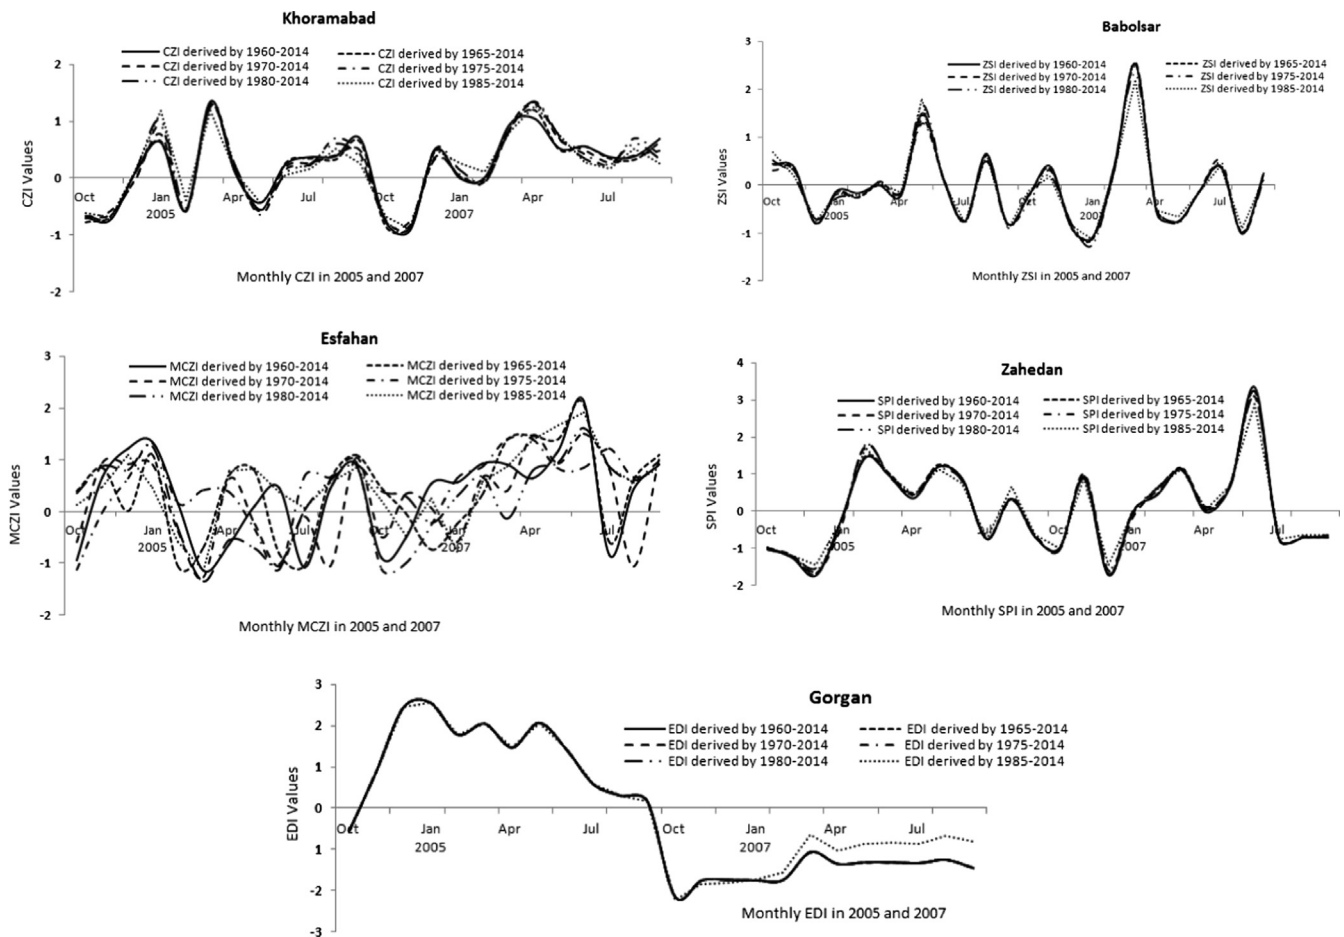 Khoramabad
CZI derived by 1960-2014
CZI derived by 1965-2014
CZI derived by 1970-2014
CZI derived by 1975-2014
CZI derived by 1980-2014
CZI derived by 1985-2014
CZI Values
2
1
0
-1
-2
Oct Jan Apr Jul Oct Jan Apr Jul
2005 2007
Monthly CZI in 2005 and 2007
Babolsar
ZSI derived by 1960-2014
ZSI derived by 1965-2014
ZSI derived by 1970-2014
ZSI derived by 1975-2014
ZSI derived by 1980-2014
ZSI derived by 1985-2014
ZSI Values
3
2
1
0
-1
-2
Oct Jan Apr Jul Oct Jan Apr Jul
2005 2007
Monthly ZSI in 2005 and 2007
Esfahan
MCZI derived by 1960-2014
MCZI derived by 1965-2014
MCZI derived by 1970-2014
MCZI derived by 1975-2014
MCZI derived by 1980-2014
MCZI derived by 1985-2014
MCZI Values
3
2
1
0
-1
-2
Oct Jan Apr Jul Oct Jan Apr Jul
2005 2007
Monthly MCZI in 2005 and 2007
Zahedan
SPI derived by 1960-2014
SPI derived by 1965-2014
SPI derived by 1970-2014
SPI derived by 1975-2014
SPI derived by 1980-2014
SPI derived by 1985-2014
SPI Values
4
3
2
1
0
-1
-2
Oct Jan Apr Jul Oct Jan Apr Jul
2005 2007
Monthly SPI in 2005 and 2007
Gorgan
EDI derived by 1960-2014
EDI derived by 1965-2014
EDI derived by 1970-2014
EDI derived by 1975-2014
EDI derived by 1980-2014
EDI derived by 1985-2014
EDI Values
3
2
1
0
1
-2
-3
Oct Jan Apr Jul Oct Jan Apr Jul
2005 2007
Monthly EDI in 2005 and 2007